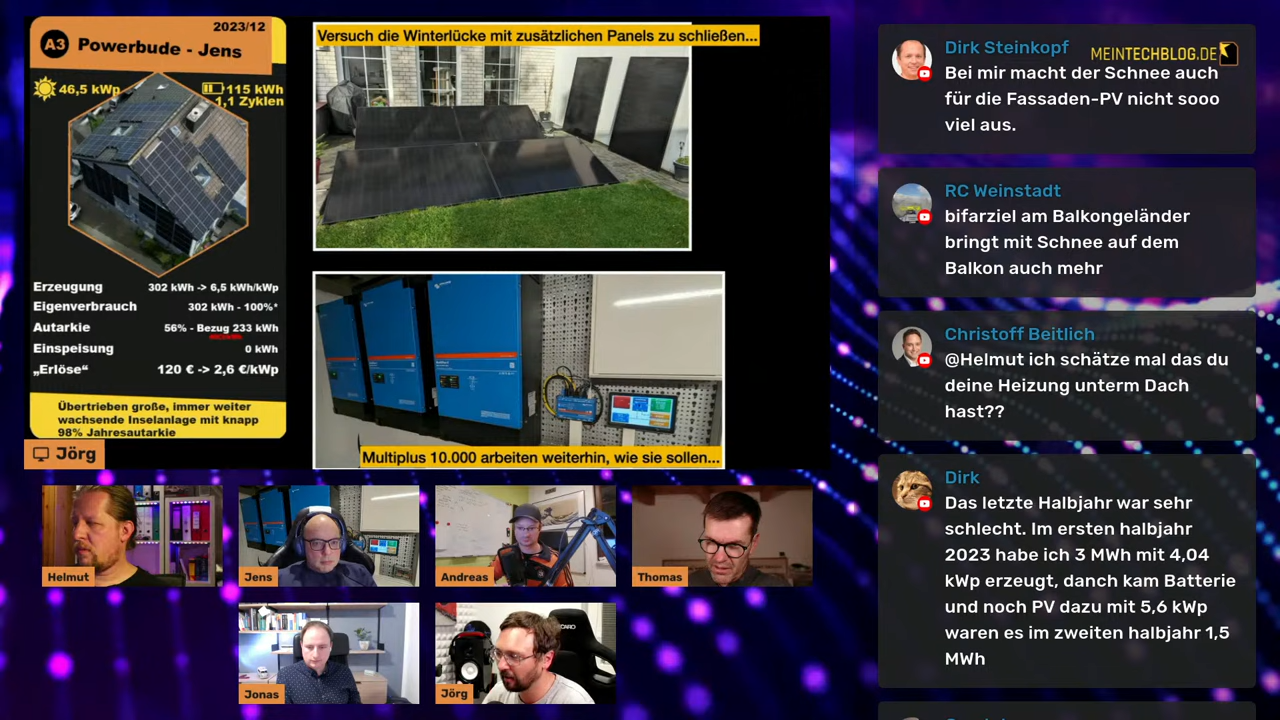 2023/12
A3 Powerbude - Jens
46,5 kWp
115 kWh
1,1 Zyklen
Erzeugung 302 kWh -> 6,5 kWh/kWp
Eigenverbrauch 302 kWh - 100%*
Autarkie 56% - Bezug 233 kWh
Einspeisung 0 kWh
„Erlöse“ 120 € -> 2,6 €/kWp
Übertrieben große, immer weiter
wachsende Inselanlage mit knapp
98% Jahresautarkie
Jörg
Versuch die Winterlücke mit zusätzlichen Panels zu schließen...
Multiplus 10.000 arbeiten weiterhin, wie sie sollen...
Helmut
Jens
Andreas
Thomas
Jonas
Jörg
MEINTECHBLOG.DE
Dirk Steinkopf
Bei mir macht der Schnee auch
für die Fassaden-PV nicht sooo
viel aus.
RC Weinstadt
bifarziel am Balkongeländer
bringt mit Schnee auf dem
Balkon auch mehr
Christoff Beitlich
@Helmut ich schätze mal das du
deine Heizung unterm Dach
hast??
Dirk
Das letzte Halbjahr war sehr
schlecht. Im ersten halbjahr
2023 habe ich 3 MWh mit 4,04
kWp erzeugt, danch kam Batterie
und noch PV dazu mit 5,6 kWp
waren es im zweiten halbjahr 1,5
MWh